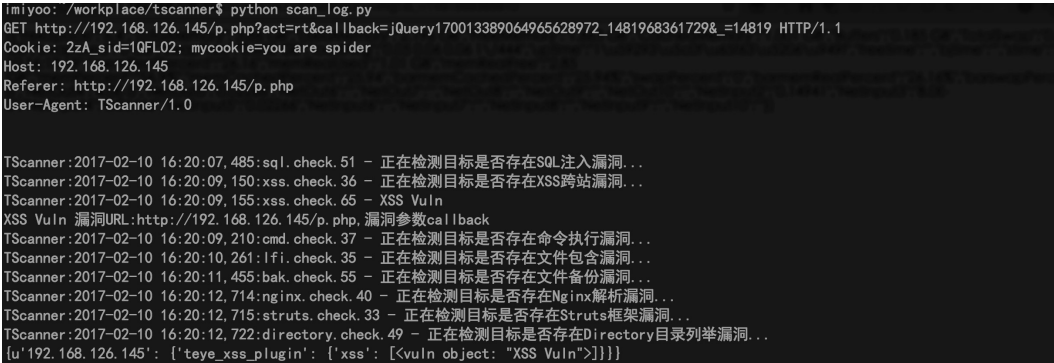 imiyoo:~/workplace/tscanner$ python scan_log.py
GET http://192.168.126.145/p.php?act=rt&callback=jQuery170013389064965628972_1481968361729&_=14819 HTTP/1.1
Cookie: 2zA_sid=1QFL02; mycookie=you are spider
Host: 192.168.126.145
Referer: http://192.168.126.145/p.php
User-Agent: TScanner/1.0
TScanner:2017-02-10 16:20:07,485:sql.check.51 - 正在检测目标是否存在SQL注入漏洞...
TScanner:2017-02-10 16:20:09,150:xss.check.36 - 正在检测目标是否存在XSS跨站漏洞...
TScanner:2017-02-10 16:20:09,155:xss.check.65 - XSS Vuln
XSS Vuln 漏洞URL:http://192.168.126.145/p.php,漏洞参数callback
TScanner:2017-02-10 16:20:09,210:cmd.check.37 - 正在检测目标是否存在命令执行漏洞...
TScanner:2017-02-10 16:20:10,261:lfi.check.35 - 正在检测目标是否存在文件包含漏洞...
TScanner:2017-02-10 16:20:11,455:bak.check.55 - 正在检测目标是否存在文件备份漏洞...
TScanner:2017-02-10 16:20:12,714:nginx.check.40 - 正在检测目标是否存在Nginx解析漏洞...
TScanner:2017-02-10 16:20:12,715:struts.check.33 - 正在检测目标是否存在Struts框架漏洞...
TScanner:2017-02-10 16:20:12,722:directory.check.49 - 正在检测目标是否存在Directory目录列举漏洞...
{u'192.168.126.145': {'teye_xss_plugin': {'xss': [<vuln object: "XSS Vuln">]}}}